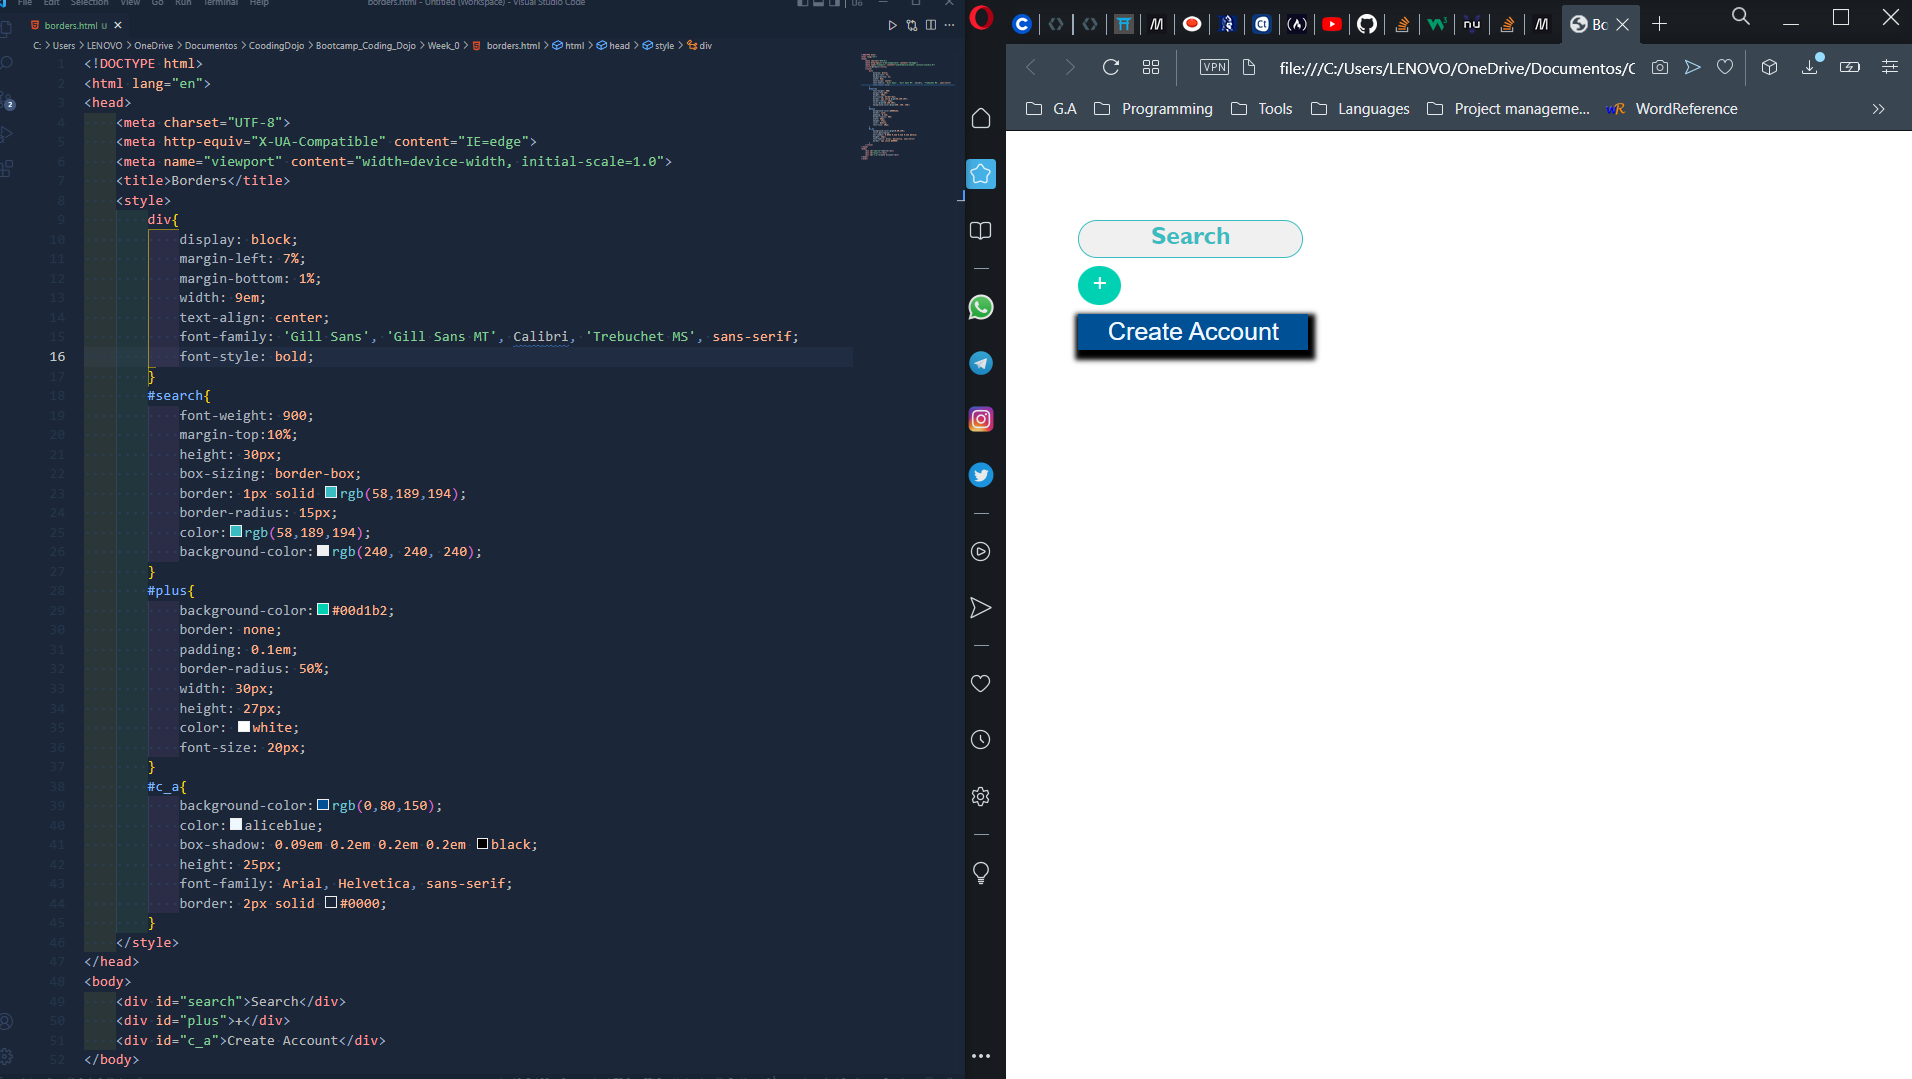 File Edit Selection View Go Run Terminal Help
borders.html - Untitled (Workspace) - Visual Studio Code
borders.html U
C: > Users > LENOVO > OneDrive > Documentos > CoodingDojo > Bootcamp_Coding_Dojo > Week_0 > borders.html > html > head > style > div
1 <!DOCTYPE html>
2 <html lang="en">
3 <head>
4 <meta charset="UTF-8">
5 <meta http-equiv="X-UA-Compatible" content="IE=edge">
6 <meta name="viewport" content="width=device-width, initial-scale=1.0">
7 <title>Borders</title>
8 <style>
9 div{
10 display: block;
11 margin-left: 7%;
12 margin-bottom: 1%;
13 width: 9em;
14 text-align: center;
15 font-family: 'Gill Sans', 'Gill Sans MT', Calibri, 'Trebuchet MS', sans-serif;
16 font-style: bold;
17 }
18 #search{
19 font-weight: 900;
20 margin-top:10%;
21 height: 30px;
22 box-sizing: border-box;
23 border: 1px solid rgb(58,189,194);
24 border-radius: 15px;
25 color: rgb(58,189,194);
26 background-color: rgb(240, 240, 240);
27 }
28 #plus{
29 background-color: #00d1b2;
30 border: none;
31 padding: 0.1em;
32 border-radius: 50%;
33 width: 30px;
34 height: 27px;
35 color: white;
36 font-size: 20px;
37 }
38 #c_a{
39 background-color: rgb(0,80,150);
40 color: aliceblue;
41 box-shadow: 0.09em 0.2em 0.2em 0.2em black;
42 height: 25px;
43 font-family: Arial, Helvetica, sans-serif;
44 border: 2px solid #0000;
45 }
46 </style>
47 </head>
48 <body>
49 <div id="search">Search</div>
50 <div id="plus">+</div>
51 <div id="c_a">Create Account</div>
52 </body>
2
Bo
VPN file:///C:/Users/LENOVO/OneDrive/Documentos/C
G.A Programming Tools Languages Project manageme... WordReference
Search
+
Create Account